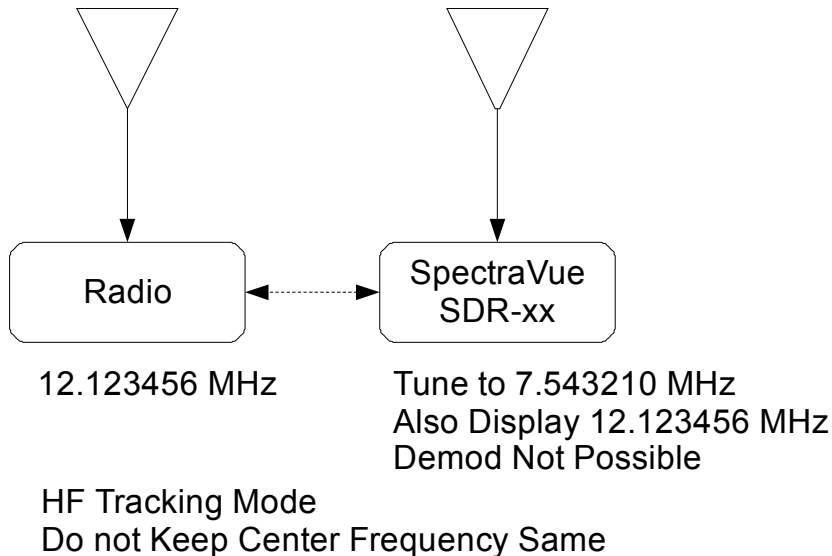 Radio
SpectraVue
SDR-xx
12.123456 MHz
Tune to 7.543210 MHz
Also Display 12.123456 MHz
Demod Not Possible
HF Tracking Mode
Do not Keep Center Frequency Same